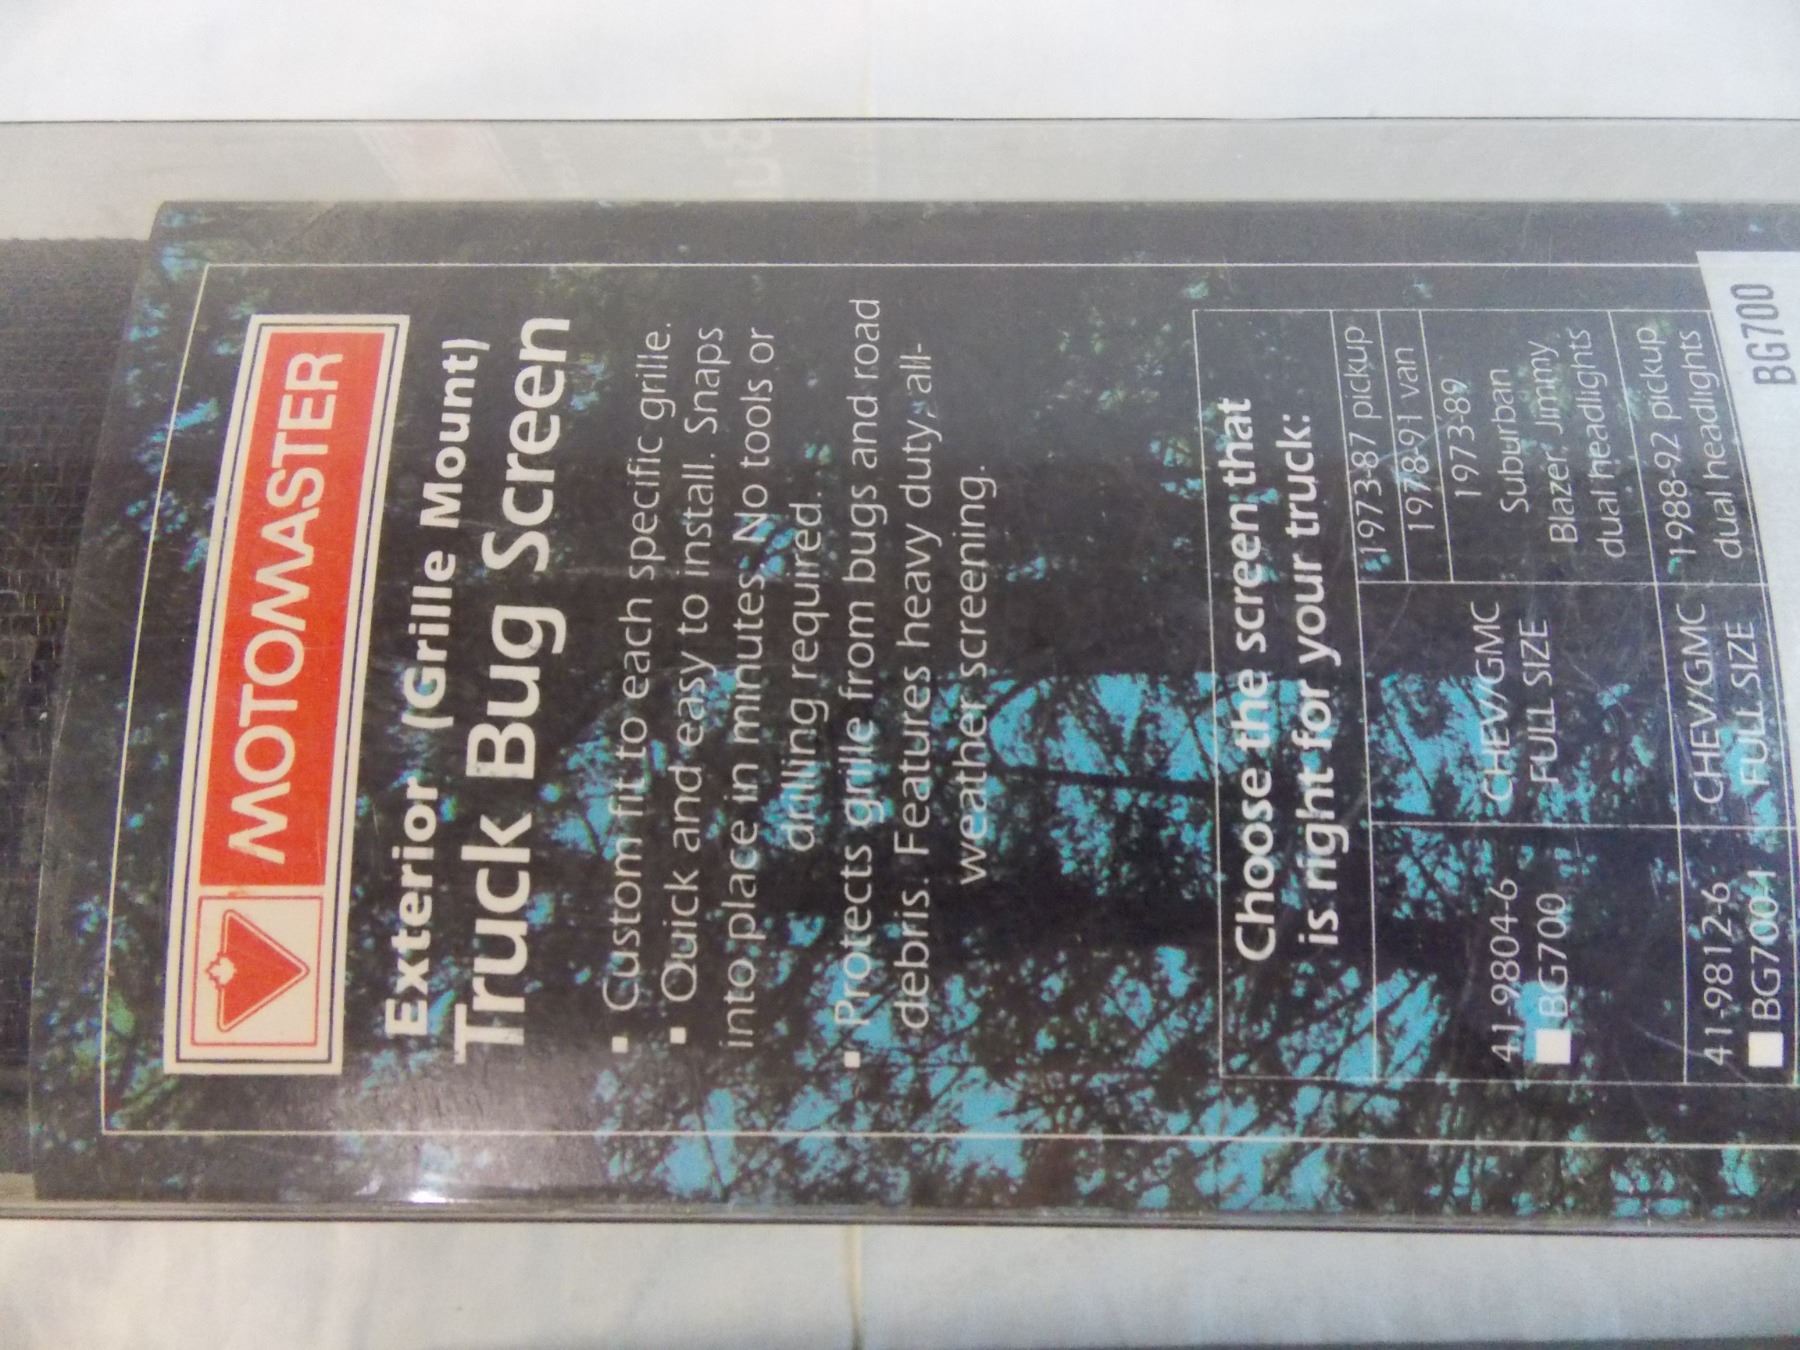 MOTOMASTER
Exterior (Grille Mount)
Truck Bug Screen
▪ Custom fit to each specific grille.
▪ Quick and easy to install. Snaps
into place in minutes. No tools or
drilling required.
▪ Protects grille from bugs and road
debris. Features heavy duty, all-
weather screening.
Choose the screen that
is right for your truck:
1973-87 pickup
1978-91 van
41-9804-6 CHEV/GMC 1973-89
■ BG700 FULL SIZE Suburban
Blazer, Jimmy
dual headlights
41-9812-6 CHEV/GMC 1988-92 pickup
■ BG700-1 FULL SIZE dual headlights
BG700